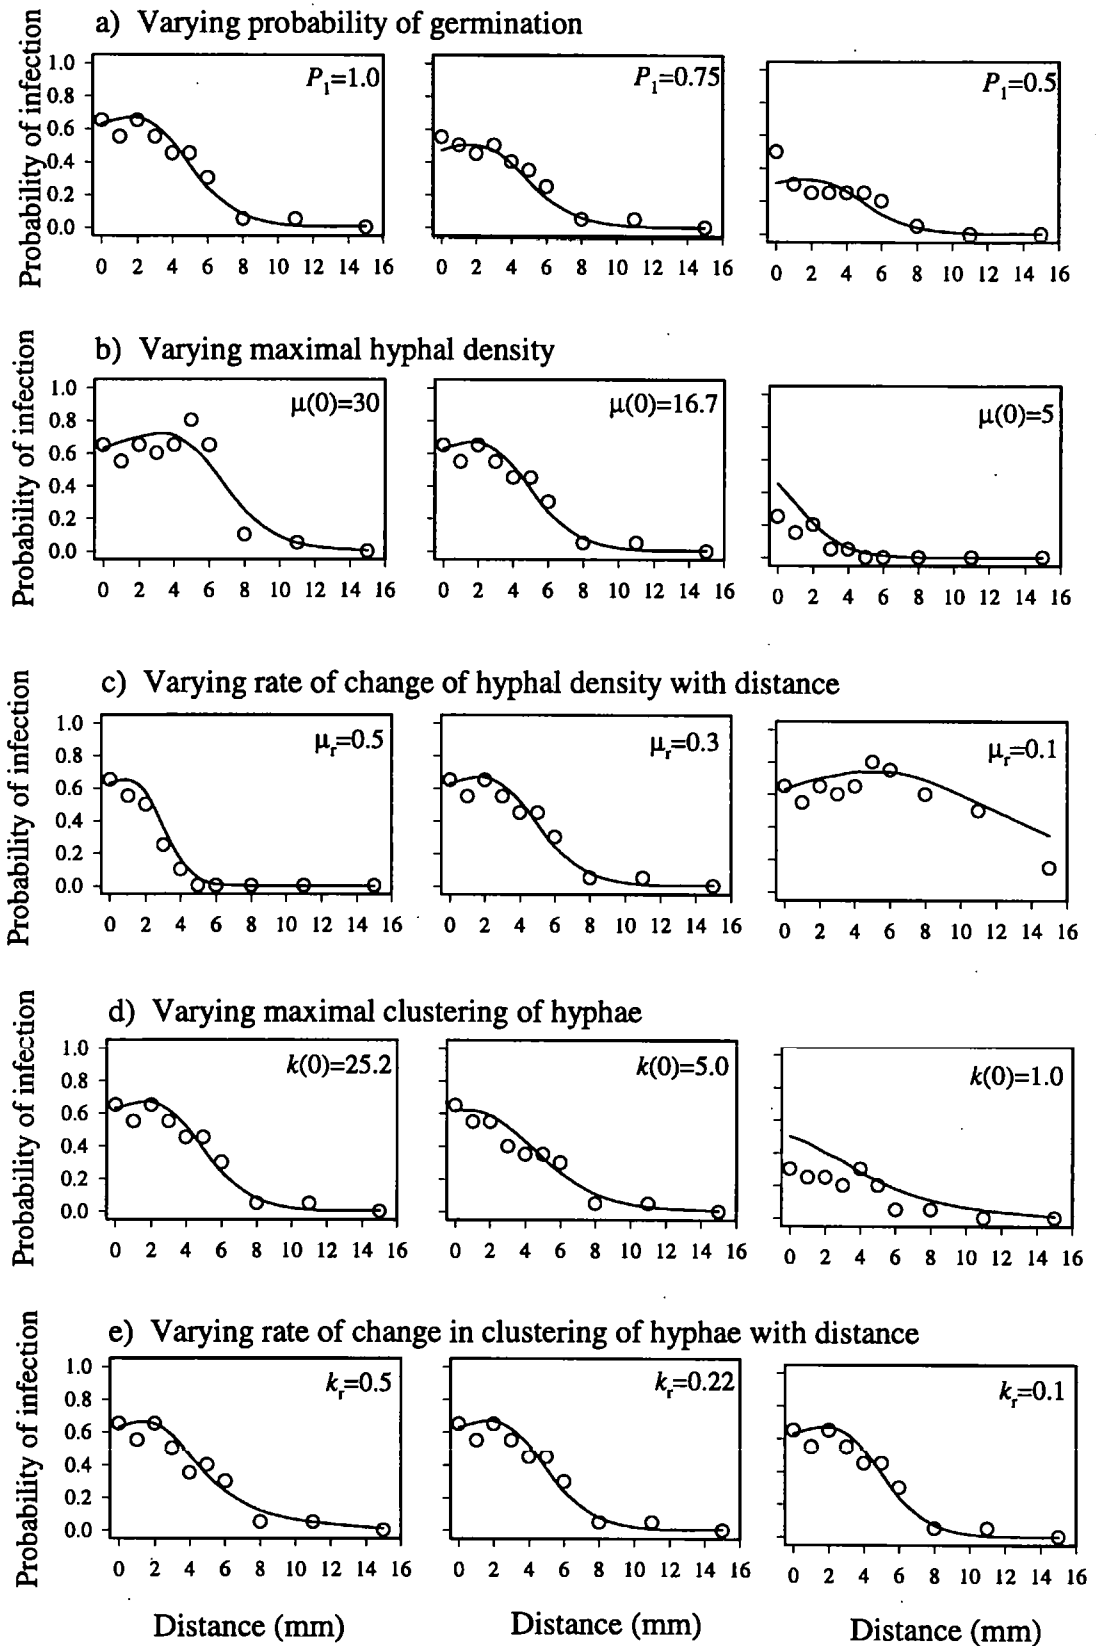 a) Varying probability of germination
Probability of infection
1.0
0.8
0.6
0.4
0.2
0.0
P1=1.0
P1=0.75
P1=0.5
0 2 4 6 8 10 12 14 16
0 2 4 6 8 10 12 14 16
0 2 4 6 8 10 12 14 16
b) Varying maximal hyphal density
Probability of infection
1.0
0.8
0.6
0.4
0.2
0.0
μ(0)=30
μ(0)=16.7
μ(0)=5
0 2 4 6 8 10 12 14 16
0 2 4 6 8 10 12 14 16
0 2 4 6 8 10 12 14 16
c) Varying rate of change of hyphal density with distance
Probability of infection
1.0
0.8
0.6
0.4
0.2
0.0
μr=0.5
μr=0.3
μr=0.1
0 2 4 6 8 10 12 14 16
0 2 4 6 8 10 12 14 16
0 2 4 6 8 10 12 14 16
d) Varying maximal clustering of hyphae
Probability of infection
1.0
0.8
0.6
0.4
0.2
0.0
k(0)=25.2
k(0)=5.0
k(0)=1.0
0 2 4 6 8 10 12 14 16
0 2 4 6 8 10 12 14 16
0 2 4 6 8 10 12 14 16
e) Varying rate of change in clustering of hyphae with distance
Probability of infection
1.0
0.8
0.6
0.4
0.2
0.0
kr=0.5
kr=0.22
kr=0.1
0 2 4 6 8 10 12 14 16
0 2 4 6 8 10 12 14 16
0 2 4 6 8 10 12 14 16
Distance (mm)
Distance (mm)
Distance (mm)